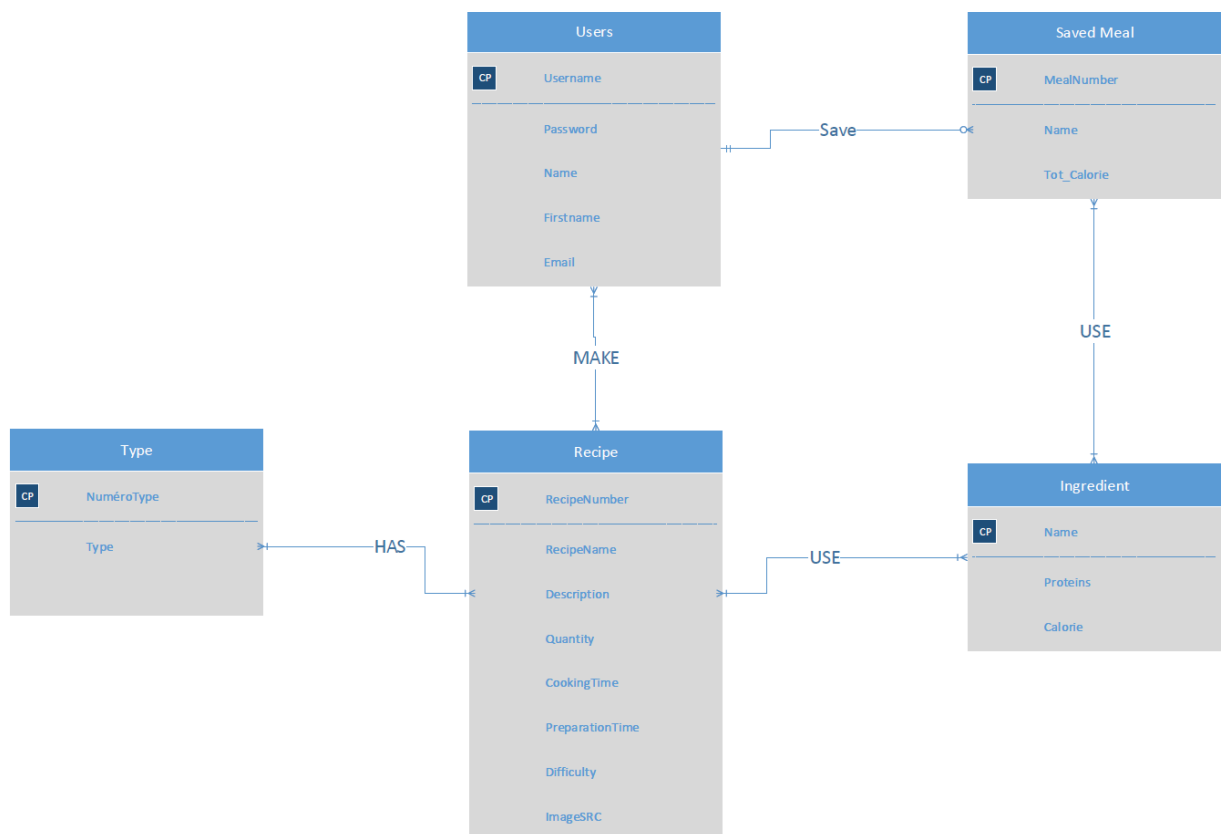 Users
CP Username
Password
Name
Firstname
Email
Saved Meal
CP MealNumber
Name
Tot_Calorie
Save
MAKE
USE
Type
CP NuméroType
Type
HAS
Recipe
CP RecipeNumber
RecipeName
Description
Quantity
CookingTime
PreparationTime
Difficulty
ImageSRC
USE
Ingredient
CP Name
Proteins
Calorie